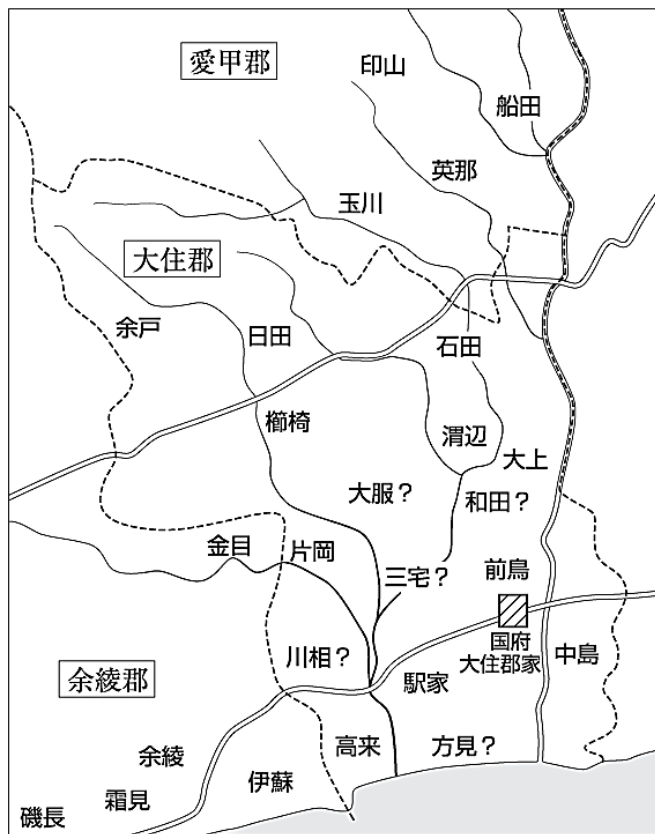 愛甲郡
印山
船田
英那
玉川
大住郡
余戸
日田
石田
櫛椅
渭辺
大上
大服？
和田？
金目
片岡
三宅？
前鳥
国府
大住郡家
川相？
中島
余綾郡
駅家
余綾
高来
方見？
伊蘇
霜見
磯長